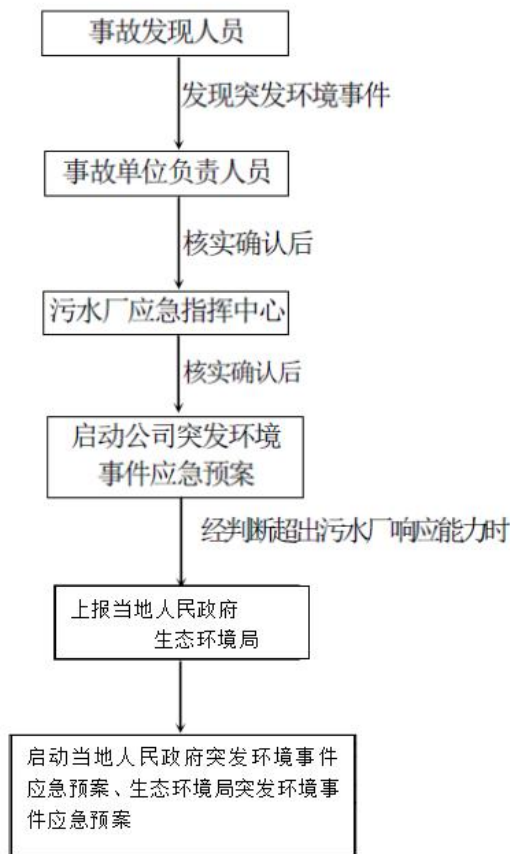 事故发现人员
发现突发环境事件
事故单位负责人员
核实确认后
污水厂应急指挥中心
核实确认后
启动公司突发环境
事件应急预案
经判断超出污水厂响应能力时
上报当地人民政府
生态环境局
启动当地人民政府突发环境事件
应急预案、生态环境局突发环境事
件应急预案